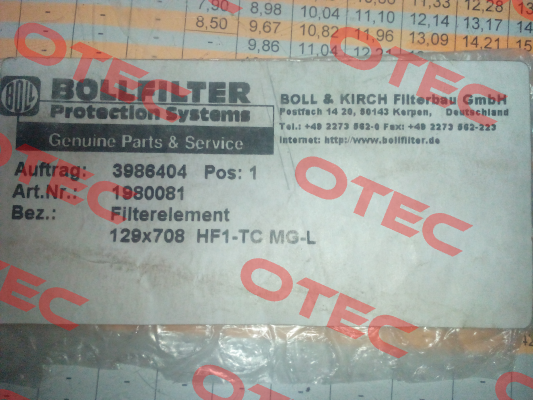 7,90 8,98 10,04 11,10 12,14 13,17
8,50 9,67 10,82 11,96 13,09 14,21
9,86 11,04
BOLL
BOLLFILTER
Protection Systems
Genuine Parts & Service
BOLL & KIRCH Filterbau GmbH
Postfach 14 20, 50143 Kerpen, Deutschland
Tel.: +49 2273 562-0 Fax: +49 2273 562-223
Internet: http://www.bollfilter.de
Auftrag: 3986404 Pos: 1
Art.Nr.: 1980081
Bez.: Filterelement
129x708 HF1-TC MG-L
OTEC
OTEC
OTEC
OTEC
OTEC
OTEC
OTEC